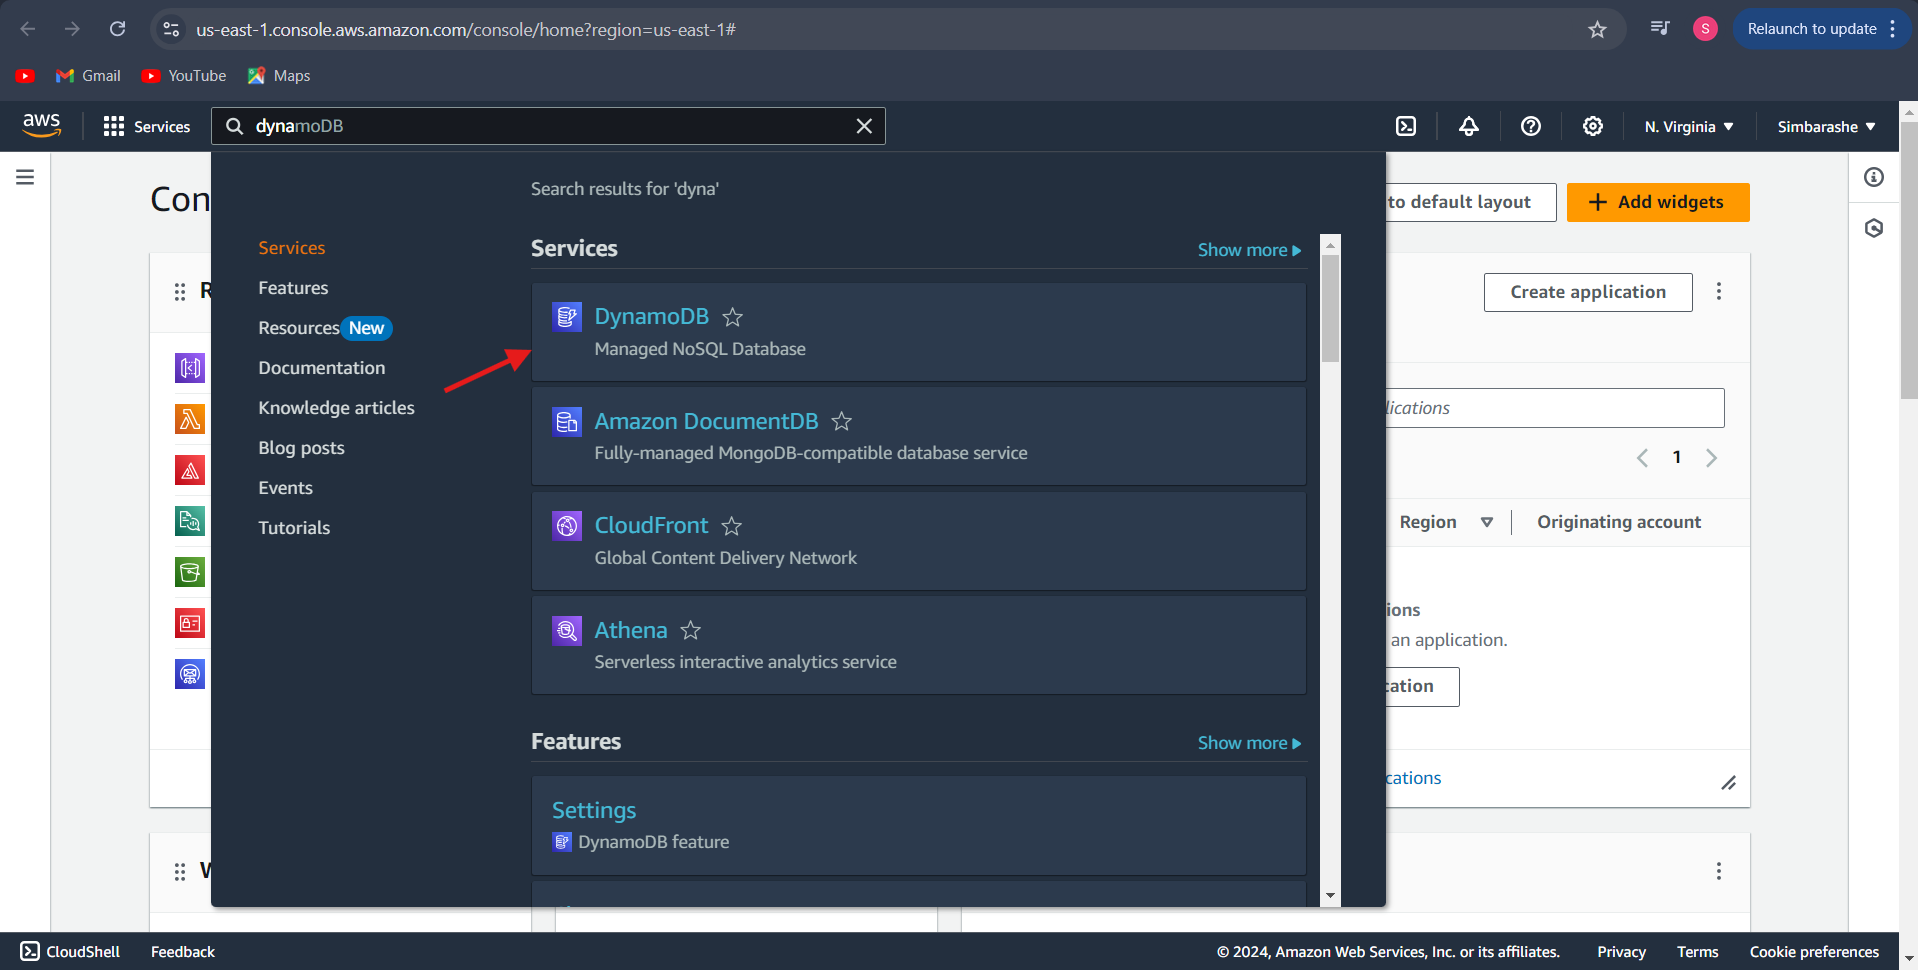 us-east-1.console.aws.amazon.com/console/home?region=us-east-1#
S
Relaunch to update
Gmail
YouTube
Maps
aws
Services
dynamoDB
N. Virginia
Simbarashe
Con
Search results for 'dyna'
to default layout
Add widgets
Services
Features
Resources New
Documentation
Knowledge articles
Blog posts
Events
Tutorials
Services
Show more
DynamoDB
Managed NoSQL Database
Amazon DocumentDB
Fully-managed MongoDB-compatible database service
CloudFront
Global Content Delivery Network
Athena
Serverless interactive analytics service
Features
Show more
Settings
DynamoDB feature
R
W
Create application
lications
1
Region
Originating account
ions
an application.
cation
cations
CloudShell
Feedback
© 2024, Amazon Web Services, Inc. or its affiliates.
Privacy
Terms
Cookie preferences